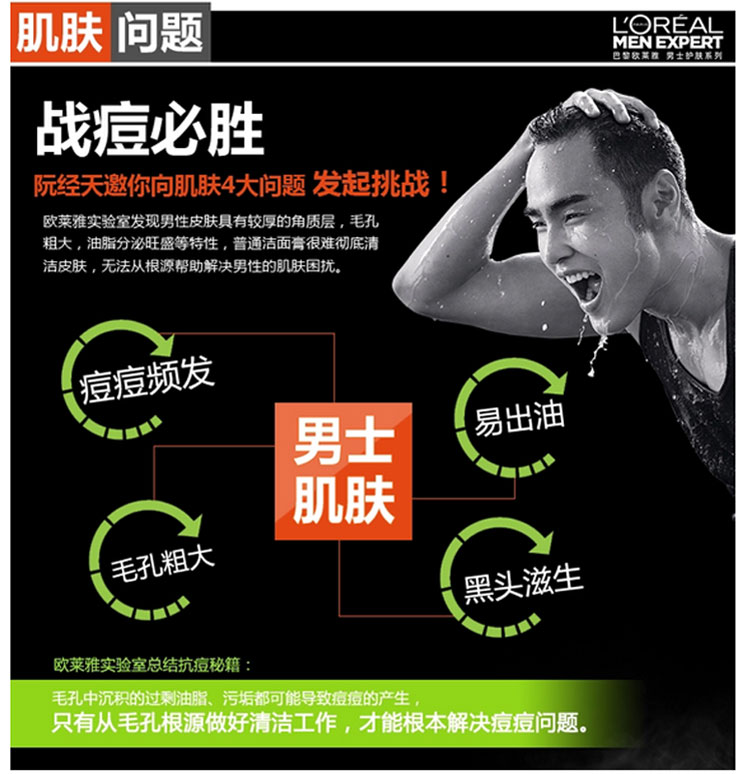 肌肤 问题
L'ORÉAL
MEN EXPERT
巴黎欧莱雅 男士护肤系列
战痘必胜
阮经天邀你向肌肤4大问题 发起挑战！
欧莱雅实验室发现男性皮肤具有较厚的角质层，毛孔
粗大，油脂分泌旺盛等特性，普通洁面膏很难彻底清
洁皮肤，无法从根源帮助解决男性的肌肤困扰。
痘痘频发
易出油
男士
肌肤
毛孔粗大
黑头滋生
欧莱雅实验室总结抗痘秘籍：
毛孔中沉积的过剩油脂、污垢都可能导致痘痘的产生，
只有从毛孔根源做好清洁工作，才能根本解决痘痘问题。